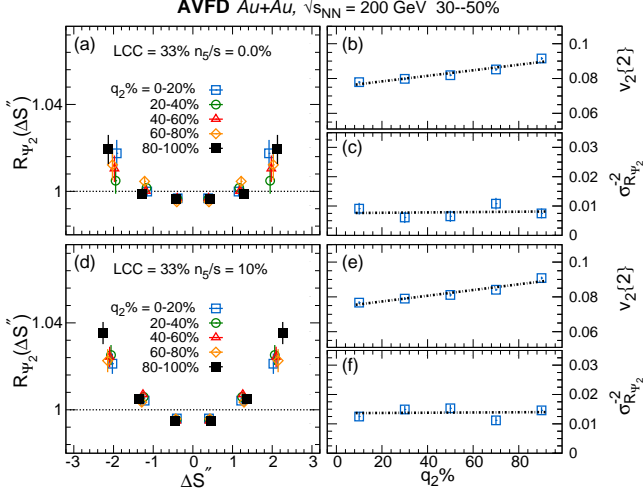 AVFD Au+Au, √sNN = 200 GeV 30--50%
(a)
LCC = 33% n5/s = 0.0%
q2% = 0-20%
20-40%
40-60%
60-80%
80-100%
1.04
1
RΨ2(ΔS″)
(b)
0.1
0.08
0.06
v2{2}
(c)
0.03
0.02
0.01
0
σ-2RΨ2
(d)
LCC = 33% n5/s = 10%
q2% = 0-20%
20-40%
40-60%
60-80%
80-100%
1.04
1
RΨ2(ΔS″)
−3 −2 −1 0 1 2 3
ΔS″
(e)
0.1
0.08
0.06
v2{2}
(f)
0.03
0.02
0.01
0
σ-2RΨ2
0 20 40 60 80
q2%